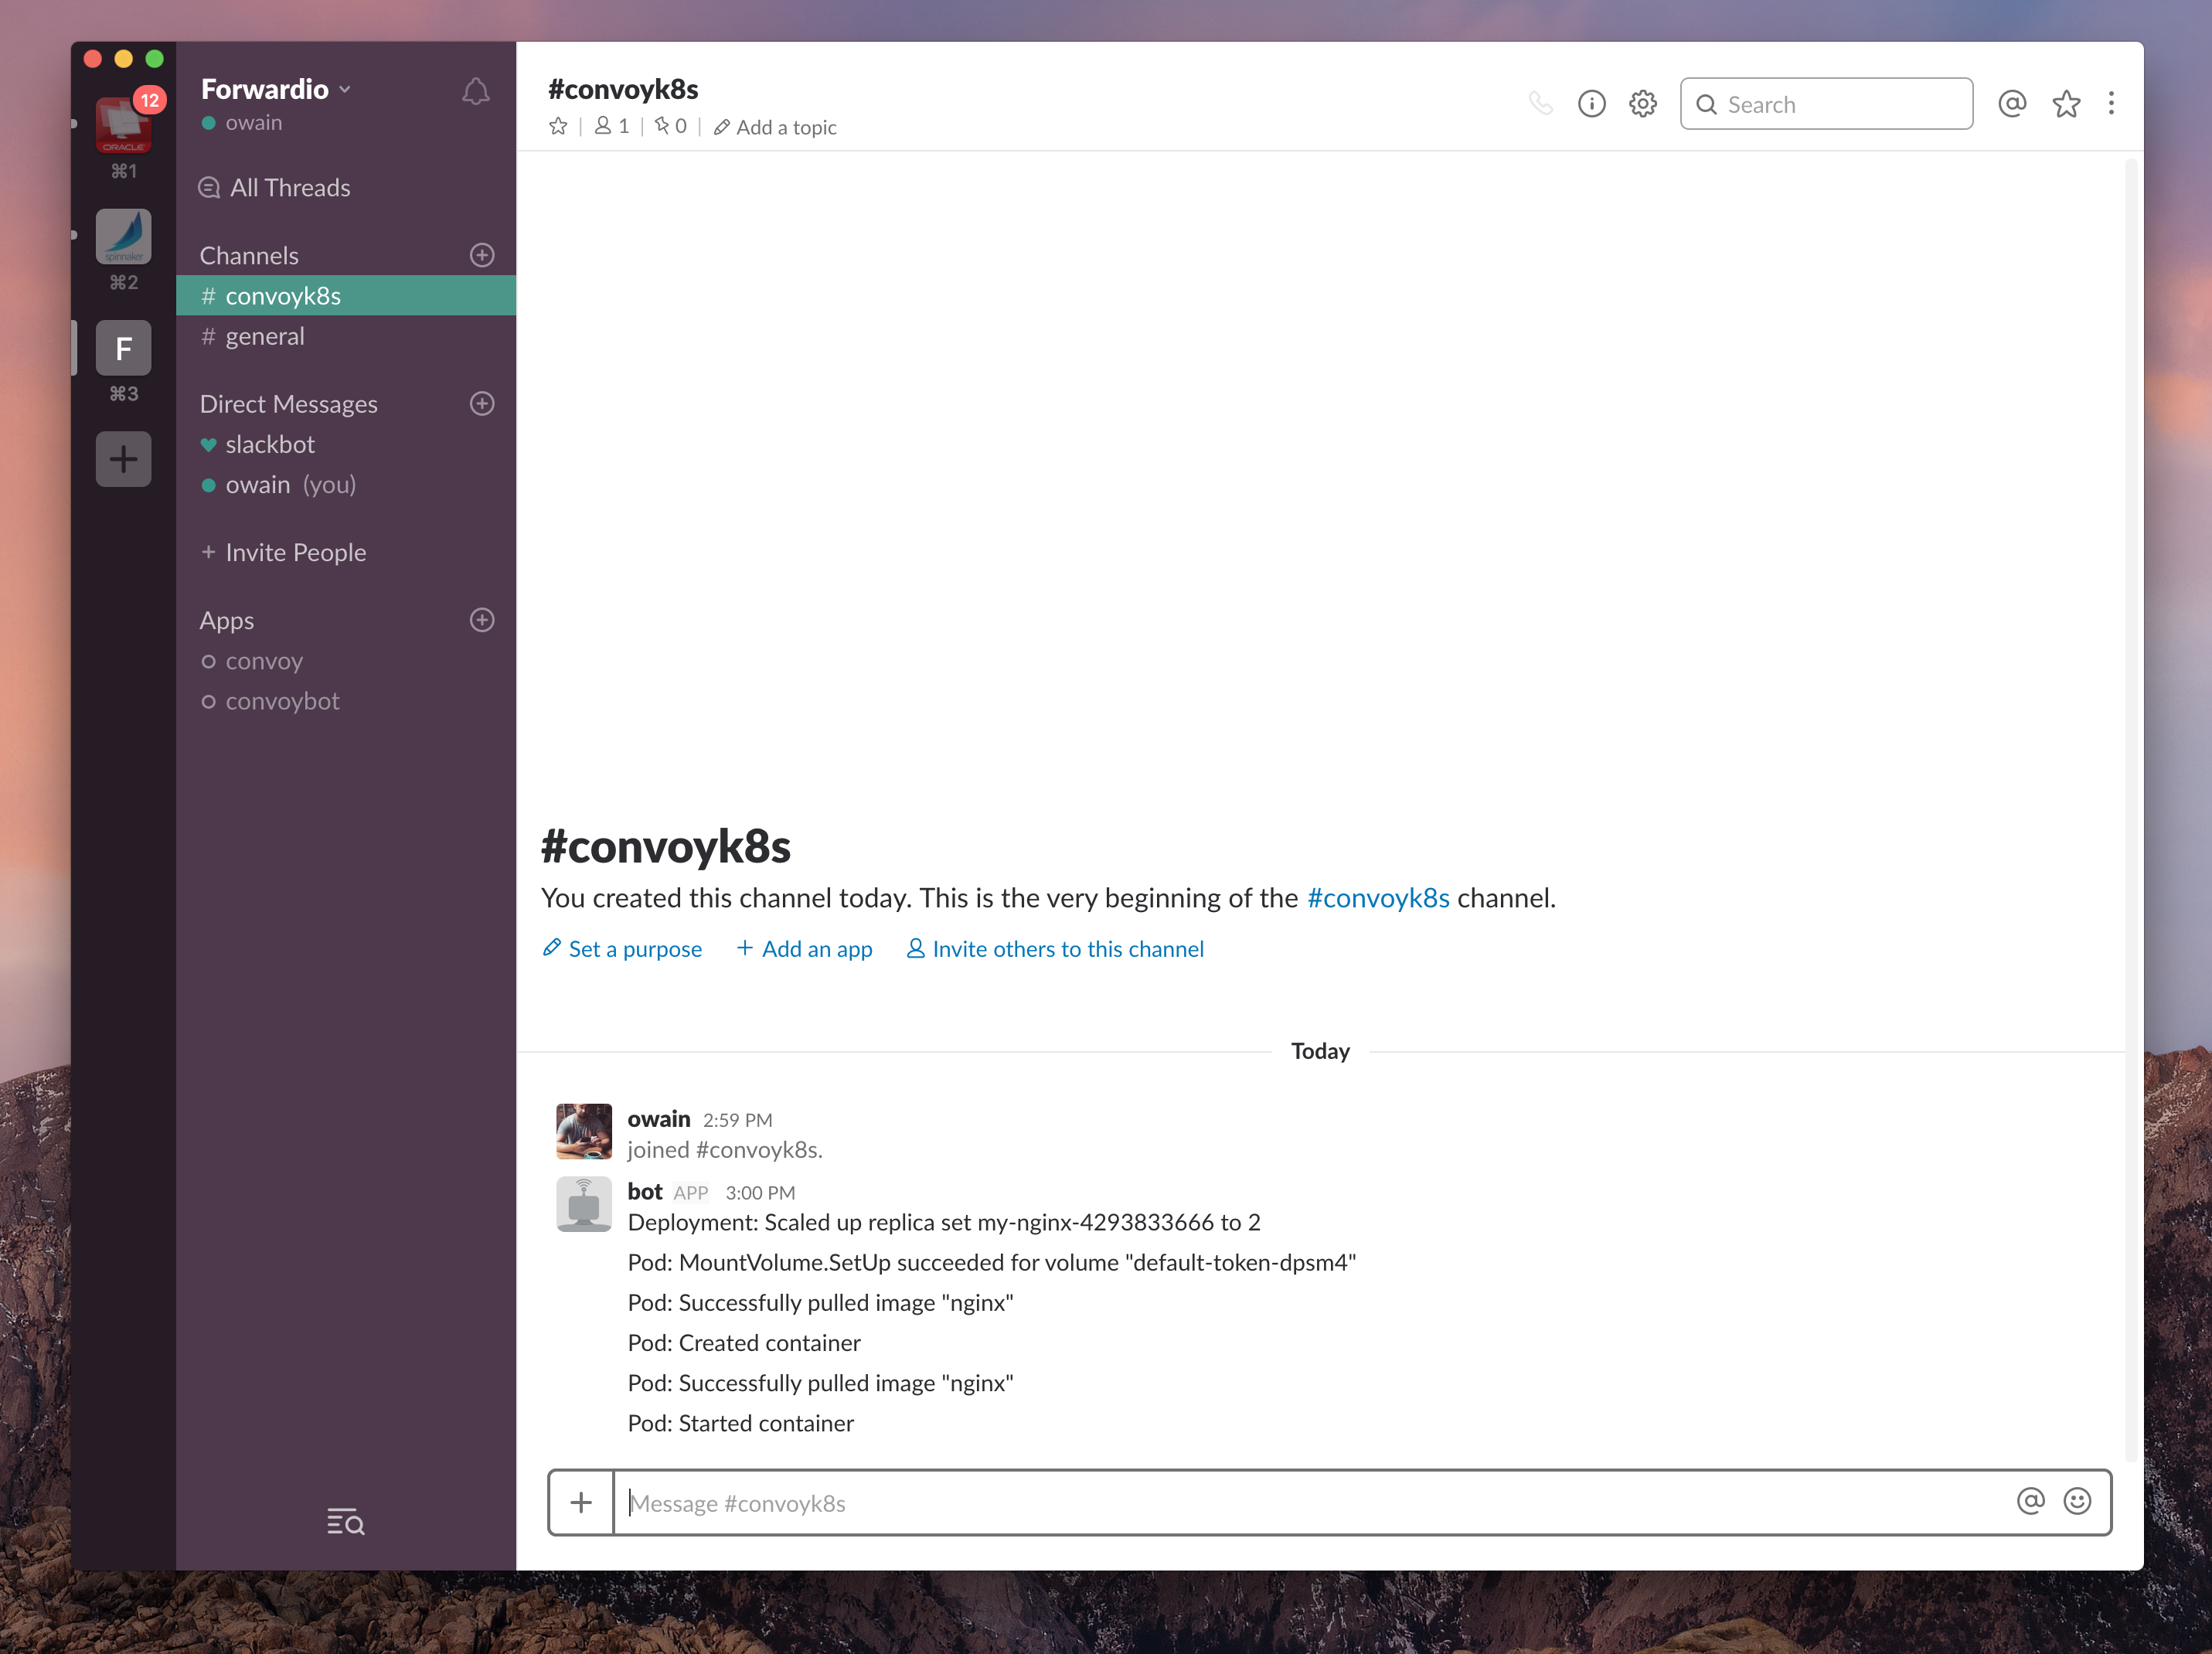 12
ORACLE
⌘1
spinnaker
⌘2
F
⌘3
Forwardio
owain
All Threads
Channels
# convoyk8s
# general
Direct Messages
slackbot
owain (you)
+ Invite People
Apps
convoy
convoybot
#convoyk8s
1 | 0 | Add a topic
Search
#convoyk8s
You created this channel today. This is the very beginning of the #convoyk8s channel.
Set a purpose + Add an app Invite others to this channel
Today
owain 2:59 PM
joined #convoyk8s.
bot APP 3:00 PM
Deployment: Scaled up replica set my-nginx-4293833666 to 2
Pod: MountVolume.SetUp succeeded for volume "default-token-dpsm4"
Pod: Successfully pulled image "nginx"
Pod: Created container
Pod: Successfully pulled image "nginx"
Pod: Started container
Message #convoyk8s